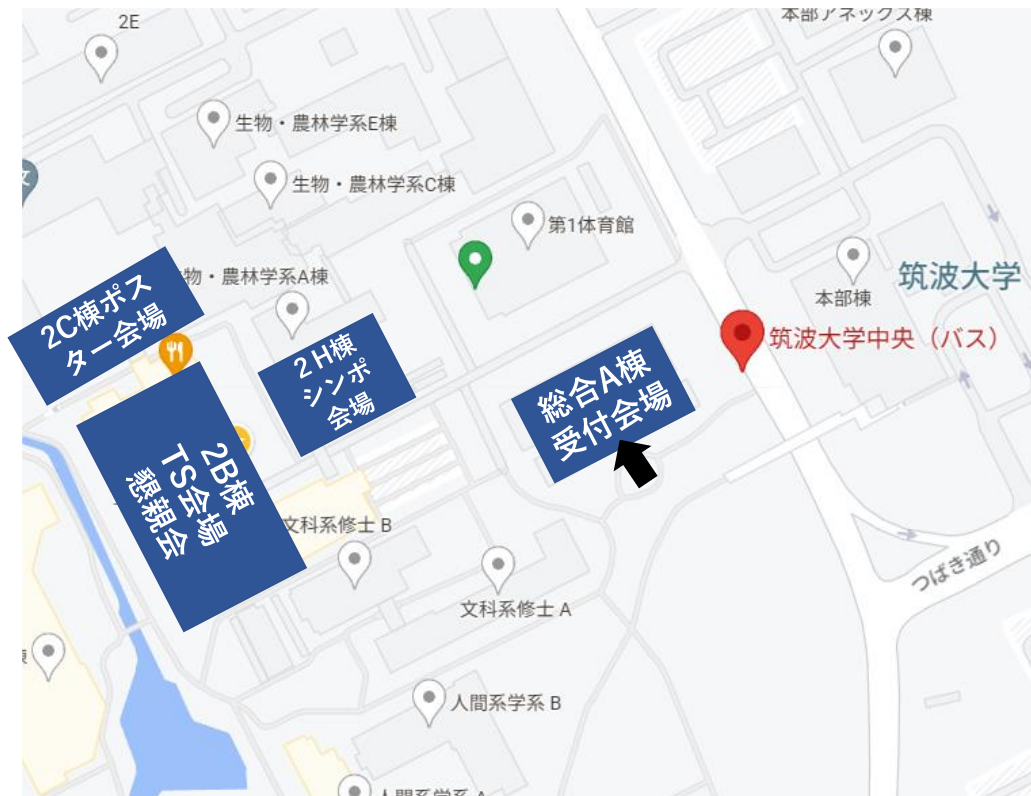 2E
本部アネックス棟
生物・農林学系E棟
生物・農林学系C棟
第1体育館
筑波大学
本部棟
物・農林学系A棟
2C棟ポス
ター会場
2H棟
シンポ
会場
筑波大学中央（バス）
総合A棟
受付会場
2B棟
TS会場
懇親会
文科系修士 B
つばき通り
文科系修士 A
人間系学系 B